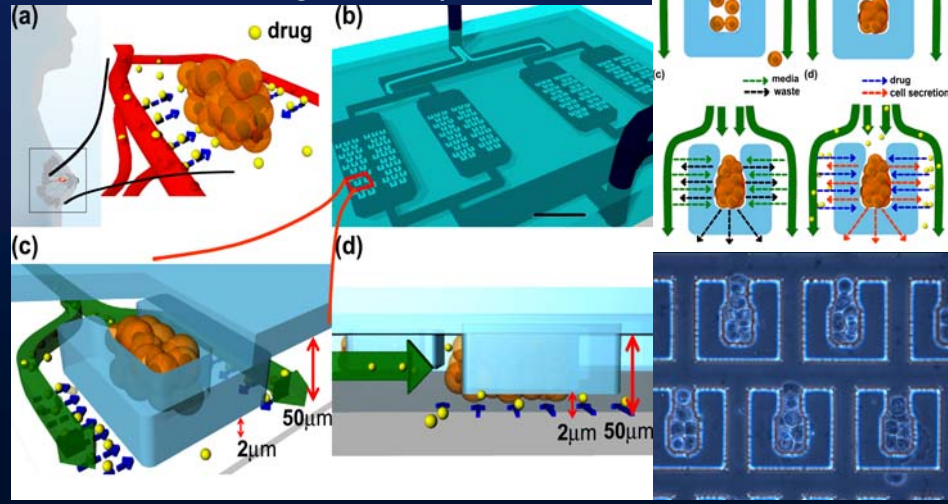 (a)
drug
(b)
(c)
2μm
50μm
(d)
2μm
50μm
(c)
media
waste
(d)
drug
cell secretion